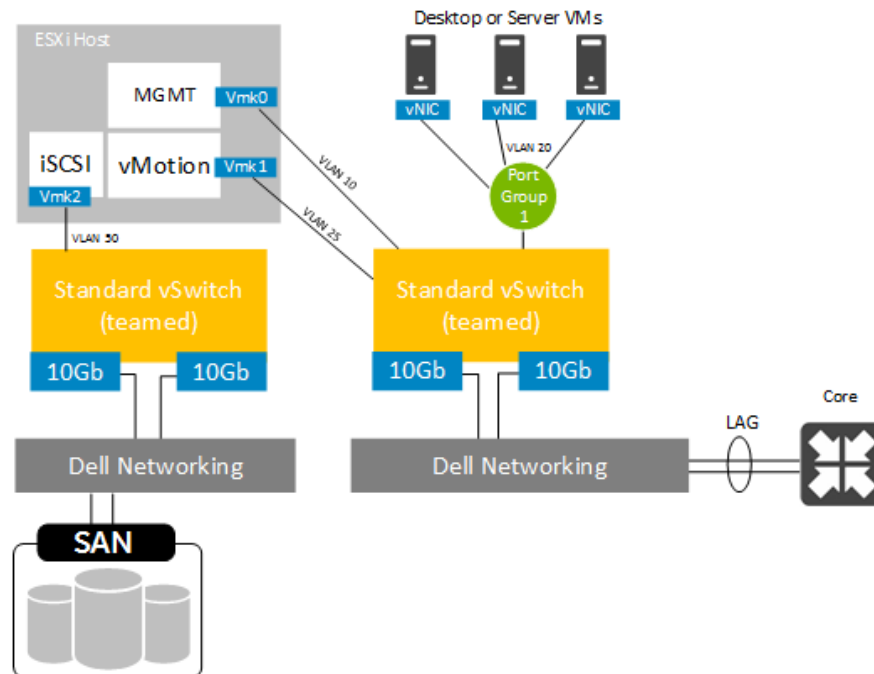 Desktop or Server VMs
ESXi Host
MGMT
Vmk0
vNIC
vNIC
vNIC
iSCSI
vMotion
Vmk1
Vmk2
VLAN 10
VLAN 20
Port
Group
1
VLAN 25
VLAN 50
Standard vSwitch
(teamed)
10Gb
10Gb
Standard vSwitch
(teamed)
10Gb
10Gb
Core
LAG
Dell Networking
Dell Networking
SAN